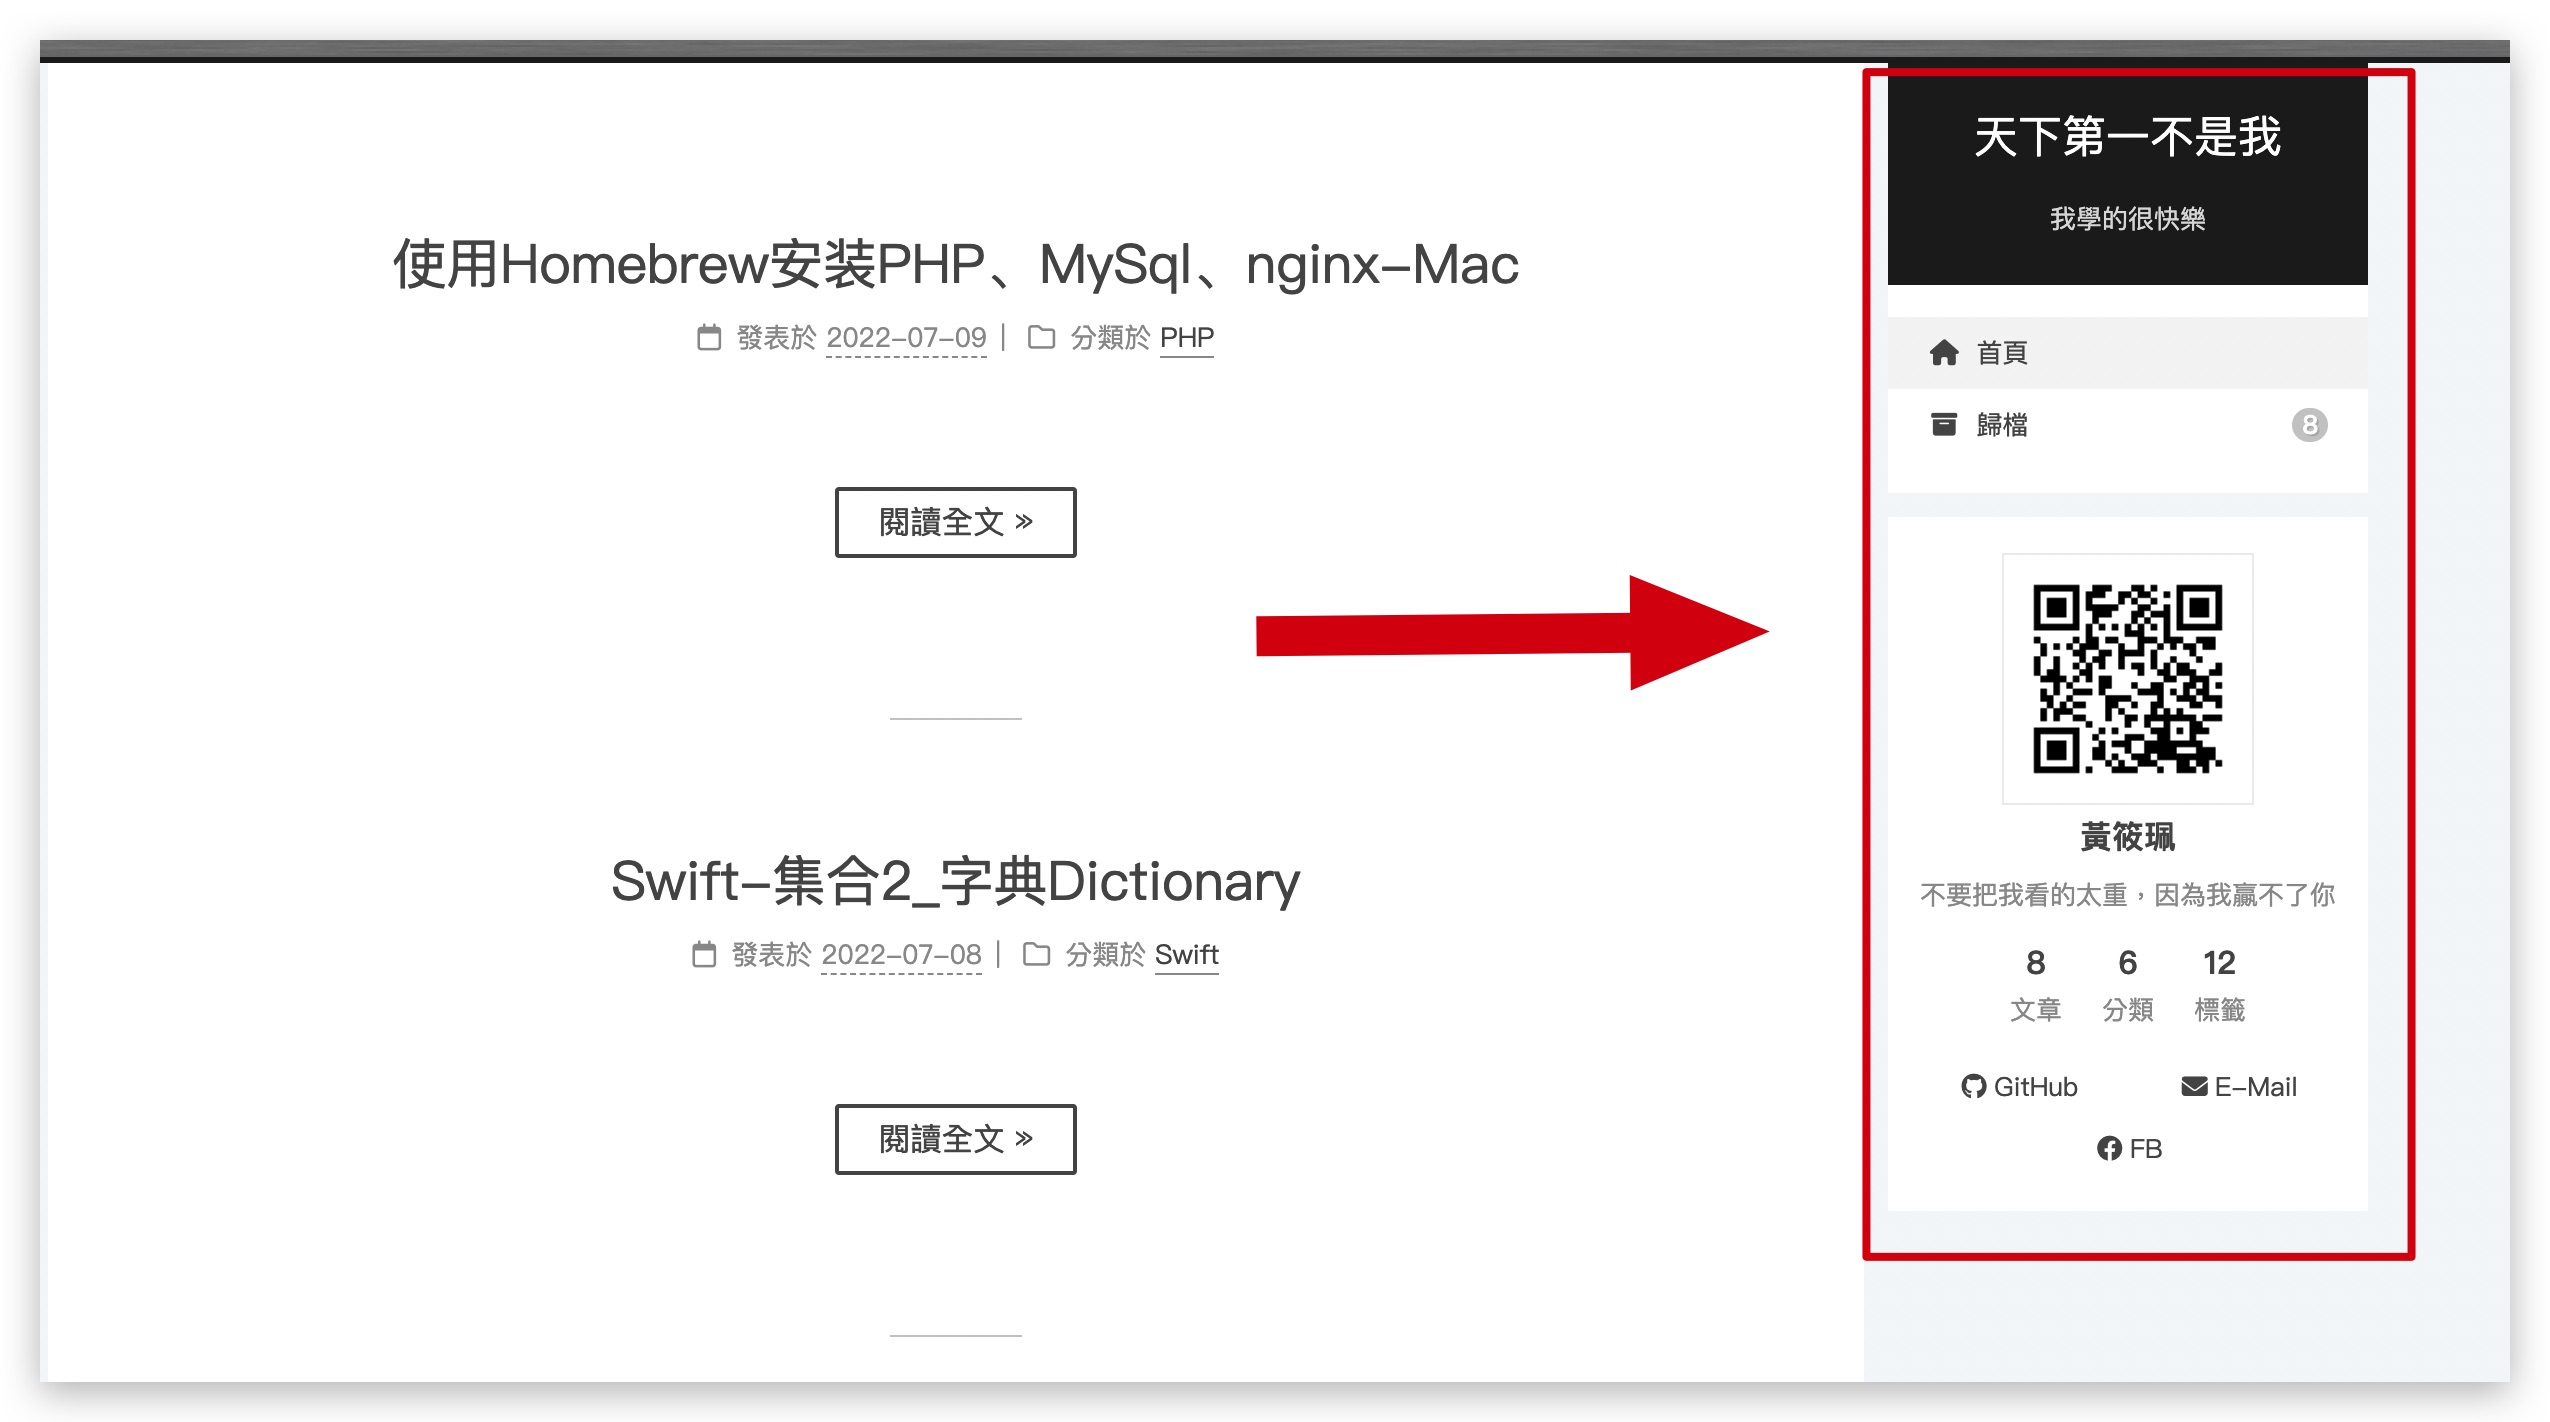 使用Homebrew安装PHP、MySql、nginx-Mac
發表於 2022-07-09 | 分類於 PHP
閱讀全文 »
Swift-集合2_字典Dictionary
發表於 2022-07-08 | 分類於 Swift
閱讀全文 »
天下第一不是我
我學的很快樂
首頁
歸檔 8
黃筱珮
不要把我看的太重，因為我贏不了你
8 6 12
文章 分類 標籤
GitHub E-Mail
FB